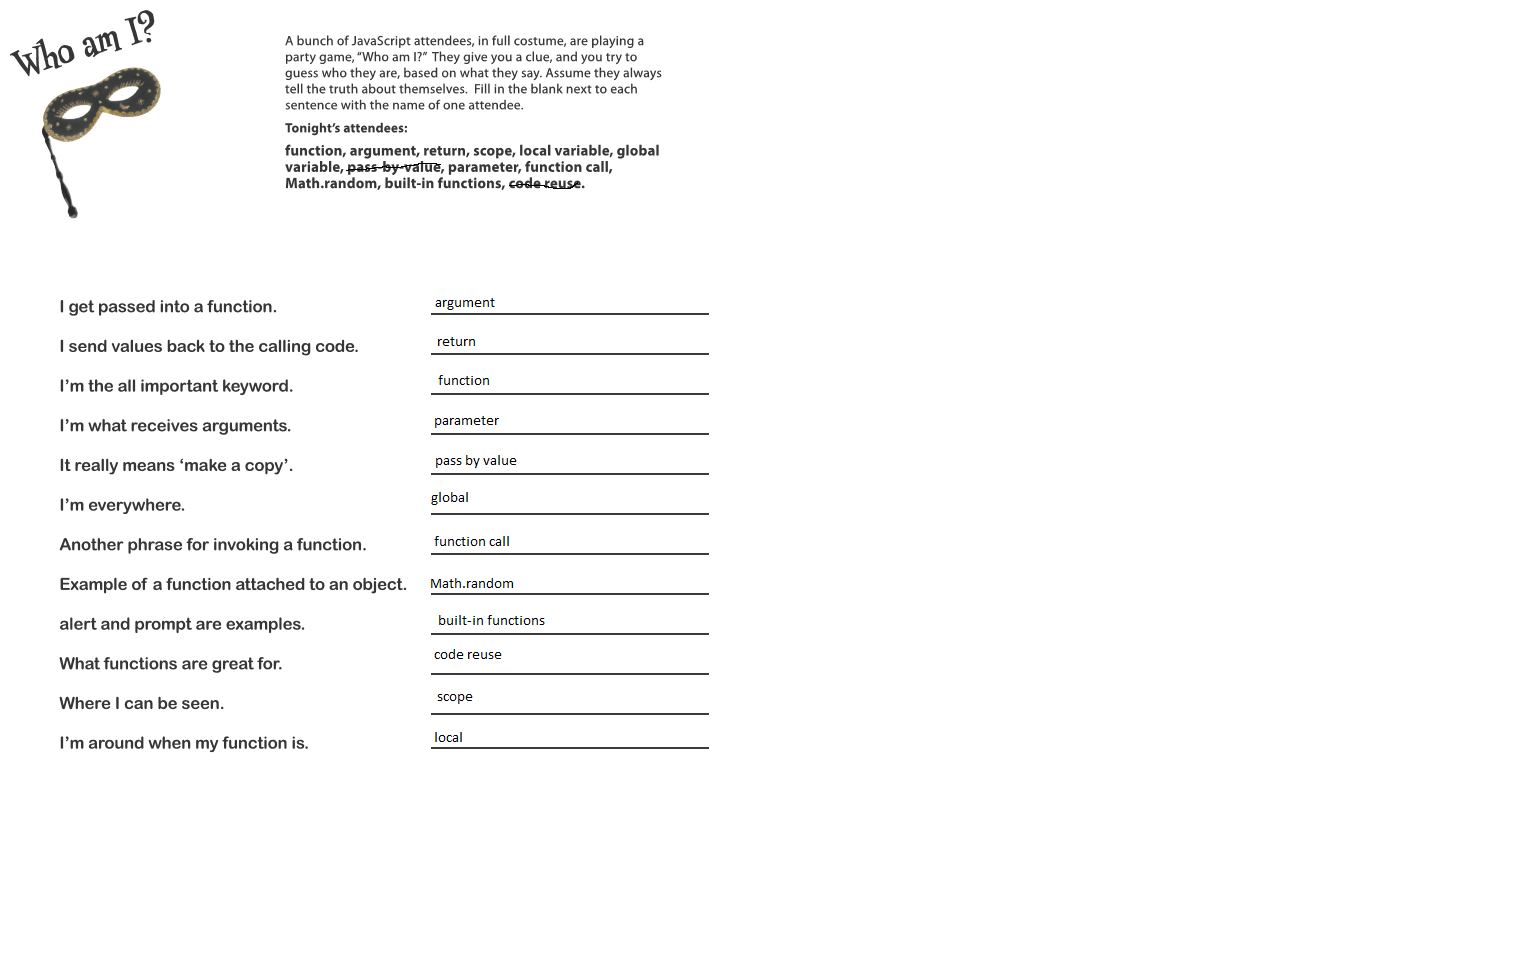 Who am I?
A bunch of JavaScript attendees, in full costume, are playing a
party game, “Who am I?” They give you a clue, and you try to
guess who they are, based on what they say. Assume they always
tell the truth about themselves. Fill in the blank next to each
sentence with the name of one attendee.
Tonight’s attendees:
function, argument, return, scope, local variable, global
variable, pass-by-value, parameter, function call,
Math.random, built-in functions, code reuse.
I get passed into a function. argument
I send values back to the calling code. return
I’m the all important keyword. function
I’m what receives arguments. parameter
It really means ‘make a copy’. pass by value
I’m everywhere. global
Another phrase for invoking a function. function call
Example of a function attached to an object. Math.random
alert and prompt are examples. built-in functions
What functions are great for. code reuse
Where I can be seen. scope
I’m around when my function is. local